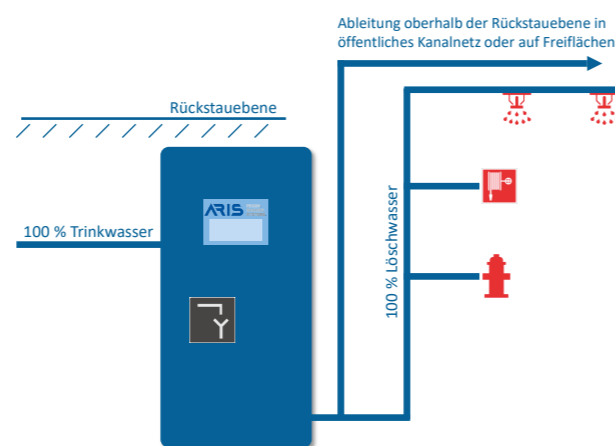 Ableitung oberhalb der Rückstauebene in
öffentliches Kanalnetz oder auf Freiflächen
Rückstauebene
ARIS
100 % Trinkwasser
100 % Löschwasser